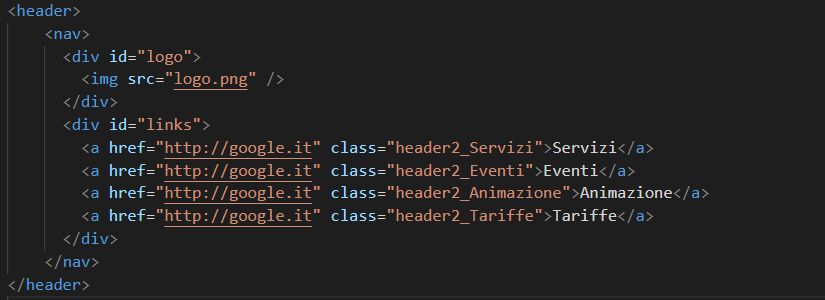 <header>
<nav>
<div id="logo">
<img src="logo.png" />
</div>
<div id="links">
<a href="http://google.it" class="header2_Servizi">Servizi</a>
<a href="http://google.it" class="header2_Eventi">Eventi</a>
<a href="http://google.it" class="header2_Animazione">Animazione</a>
<a href="http://google.it" class="header2_Tariffe">Tariffe</a>
</div>
</nav>
</header>